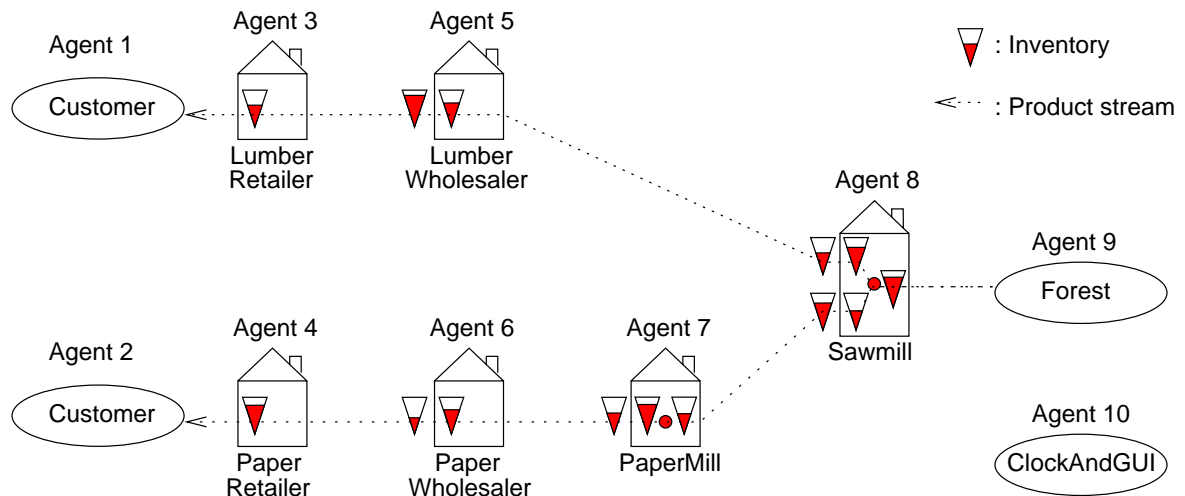 Agent 3
Agent 5
Agent 1
: Inventory
Customer
: Product stream
Lumber
Retailer
Lumber
Wholesaler
Agent 8
Agent 9
Forest
Agent 4
Agent 6
Agent 7
Agent 2
Sawmill
Customer
Agent 10
Paper
Retailer
Paper
Wholesaler
PaperMill
ClockAndGUI